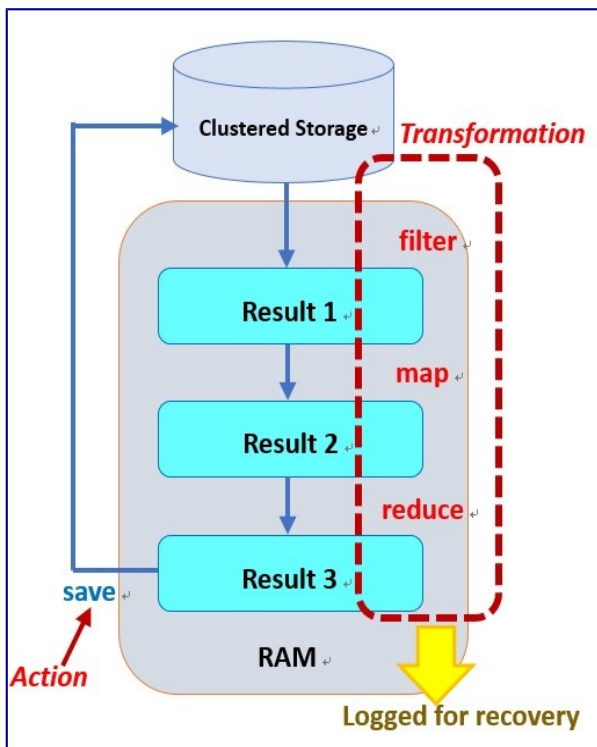 Clustered Storage
Transformation
filter
Result 1
map
Result 2
reduce
Result 3
save
RAM
Action
Logged for recovery